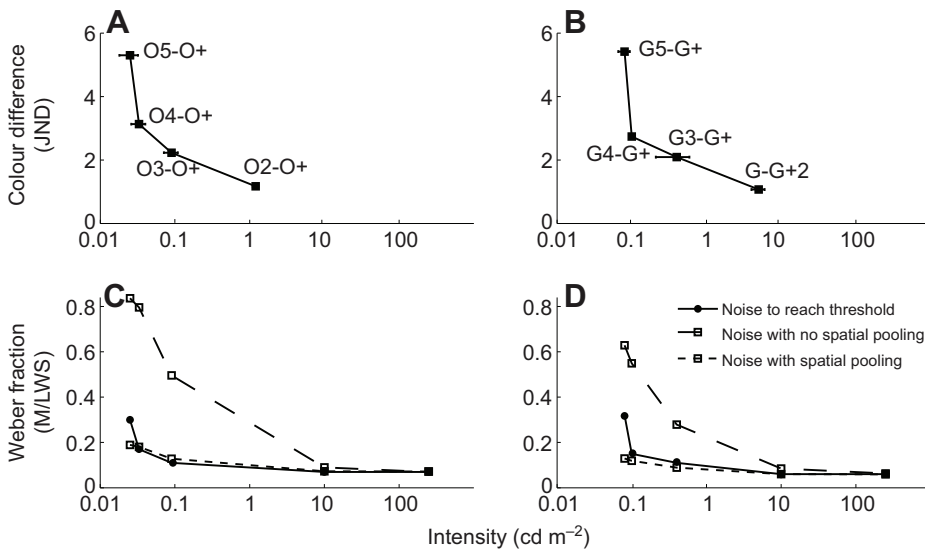 A
B
Colour difference
(JND)
6
4
2
0
O5-O+
O4-O+
O3-O+
O2-O+
0.01 0.1 1 10 100
6
4
2
0
G5-G+
G4-G+
G3-G+
G-G+2
0.01 0.1 1 10 100
C
D
Weber fraction
(M/LWS)
0.8
0.6
0.4
0.2
0
0.01 0.1 1 10 100
0.8
0.6
0.4
0.2
0
Noise to reach threshold
Noise with no spatial pooling
Noise with spatial pooling
0.01 0.1 1 10 100
Intensity (cd m−2)